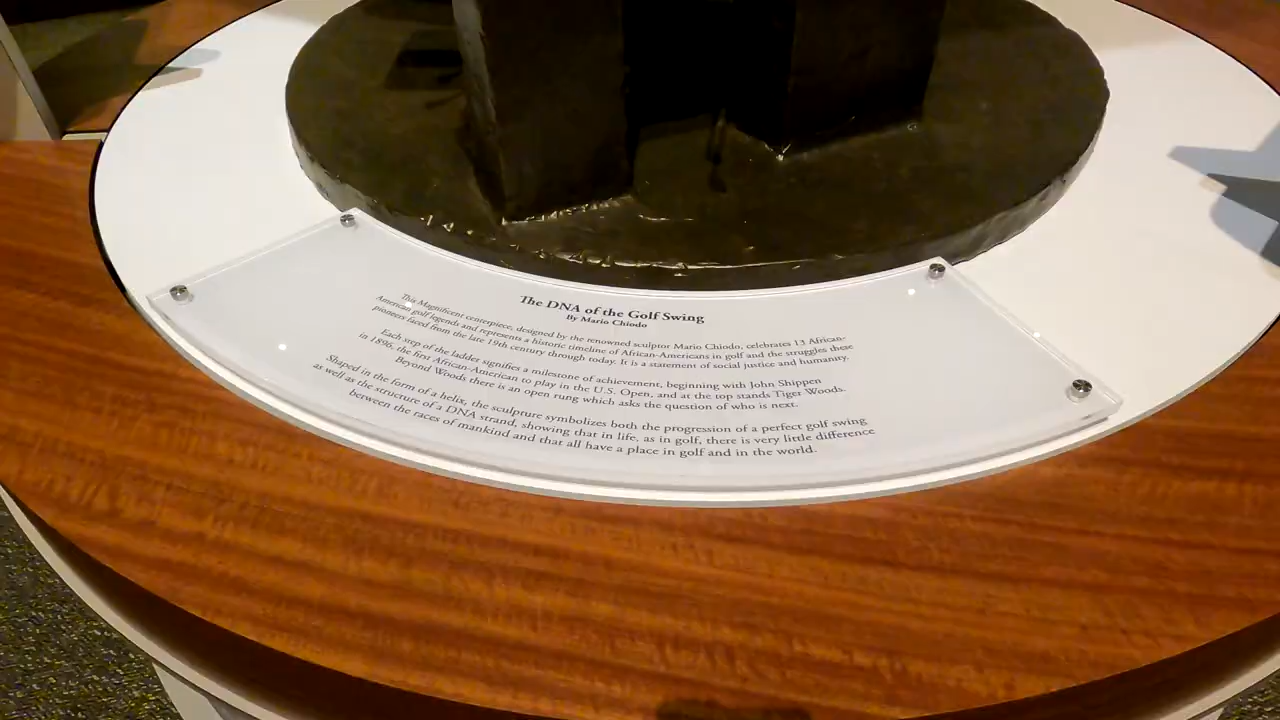 The DNA of the Golf Swing
By Mario Chiodo
This Magnificent centerpiece, designed by the renowned sculptor Mario Chiodo, celebrates 13 African-
American golf legends and represents a historic timeline of African-Americans in golf and the struggles these
pioneers faced from the late 19th century through today. It is a statement of social justice and humanity.
Each step of the ladder signifies a milestone of achievement, beginning with John Shippen
in 1896, the first African-American to play in the U.S. Open, and at the top stands Tiger Woods.
Beyond Woods there is an open rung which asks the question of who is next.
Shaped in the form of a helix, the sculpture symbolizes both the progression of a perfect golf swing
as well as the structure of a DNA strand, showing that in life, as in golf, there is very little difference
between the races of mankind and that all have a place in golf and in the world.